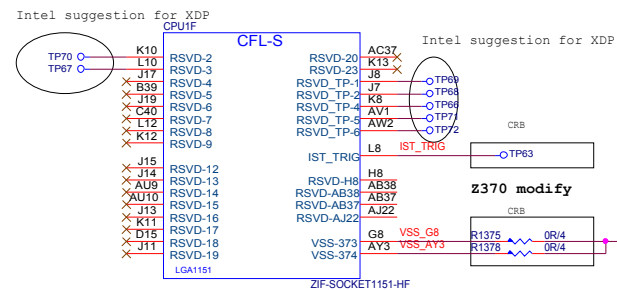 Intel suggestion for XDP
CPU1F
CFL-S
Intel suggestion for XDP
TP70 K10 RSVD-2
TP67 L10 RSVD-3
J17 RSVD-4
B39 RSVD-5
J19 RSVD-6
C40 RSVD-7
L12 RSVD-8
K12 RSVD-9
J15 RSVD-12
J14 RSVD-13
AU9 RSVD-14
AU10 RSVD-15
J13 RSVD-16
K11 RSVD-17
D15 RSVD-18
J11 RSVD-19
LGA1151
RSVD-20 AC37
RSVD-23 K13
RSVD_TP-1 J8 TP69
RSVD_TP-2 J7 TP68
RSVD_TP-4 K8 TP66
RSVD_TP-5 AV1 TP71
RSVD_TP-6 AW2 TP72
CRB
IST_TRIG L8 IST_TRIG TP63
RSVD-H8 H8
RSVD-AB38 AB38
RSVD-AB37 AB37
RSVD-AJ22 AJ22
Z370 modify
CRB
VSS-373 G8 VSS_G8 R1375 0R/4
VSS-374 AY3 VSS_AY3 R1378 0R/4
ZIF-SOCKET1151-HF